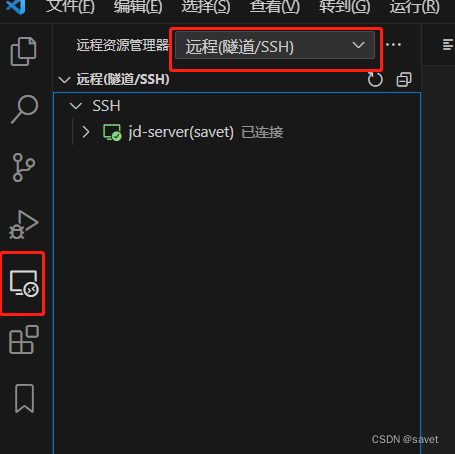 文件(F) 编辑(E) 选择(S) 查看(V) 转到(G) 运行(R)
远程资源管理器 远程(隧道/SSH)
远程(隧道/SSH)
SSH
jd-server(savet) 已连接
CSDN @savet